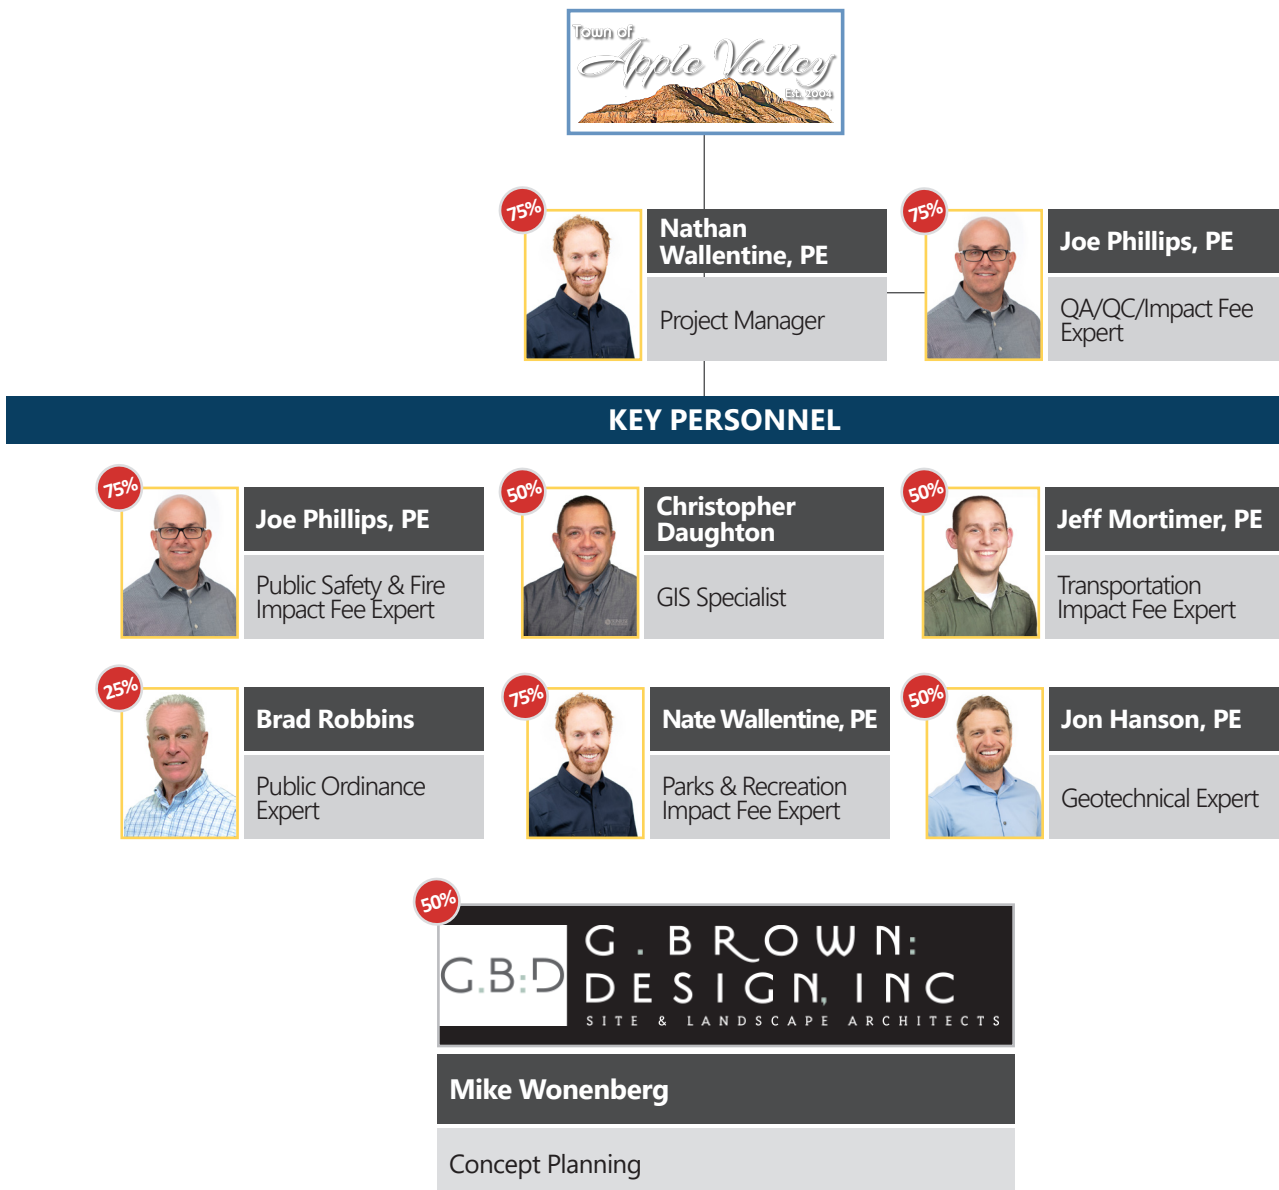 Town of
Apple Valley
Est. 2004
75%
Nathan
Wallentine, PE
Project Manager
75%
Joe Phillips, PE
QA/QC/Impact Fee
Expert
KEY PERSONNEL
75%
Joe Phillips, PE
Public Safety & Fire
Impact Fee Expert
50%
Christopher
Daughton
GIS Specialist
50%
Jeff Mortimer, PE
Transportation
Impact Fee Expert
25%
Brad Robbins
Public Ordinance
Expert
75%
Nate Wallentine, PE
Parks & Recreation
Impact Fee Expert
50%
Jon Hanson, PE
Geotechnical Expert
50%
G.B:D
G. BROWN:
DESIGN, INC
SITE & LANDSCAPE ARCHITECTS
Mike Wonenberg
Concept Planning